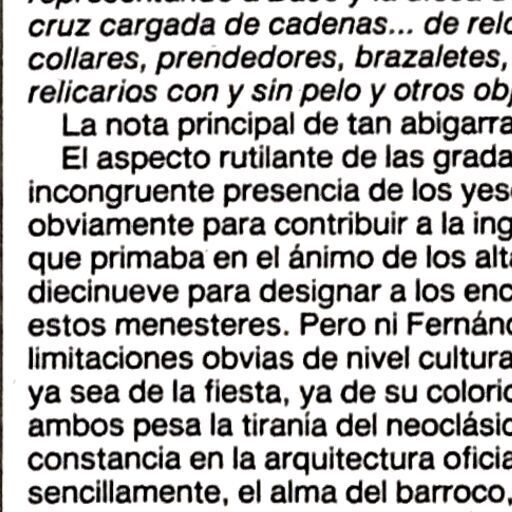 cruz cargada de cadenas... de relo
collares, prendedores, brazaletes,
relicarios con y sin pelo y otros obj
La nota principal de tan abigarra
El aspecto rutilante de las grada
incongruente presencia de los yes
obviamente para contribuir a la ing
que primaba en el ánimo de los alta
diecinueve para designar a los enc
estos menesteres. Pero ni Fernánd
limitaciones obvias de nivel cultura
ya sea de la fiesta, ya de su colorid
ambos pesa la tiranía del neoclásic
constancia en la arquitectura oficia
sencillamente, el alma del barroco,